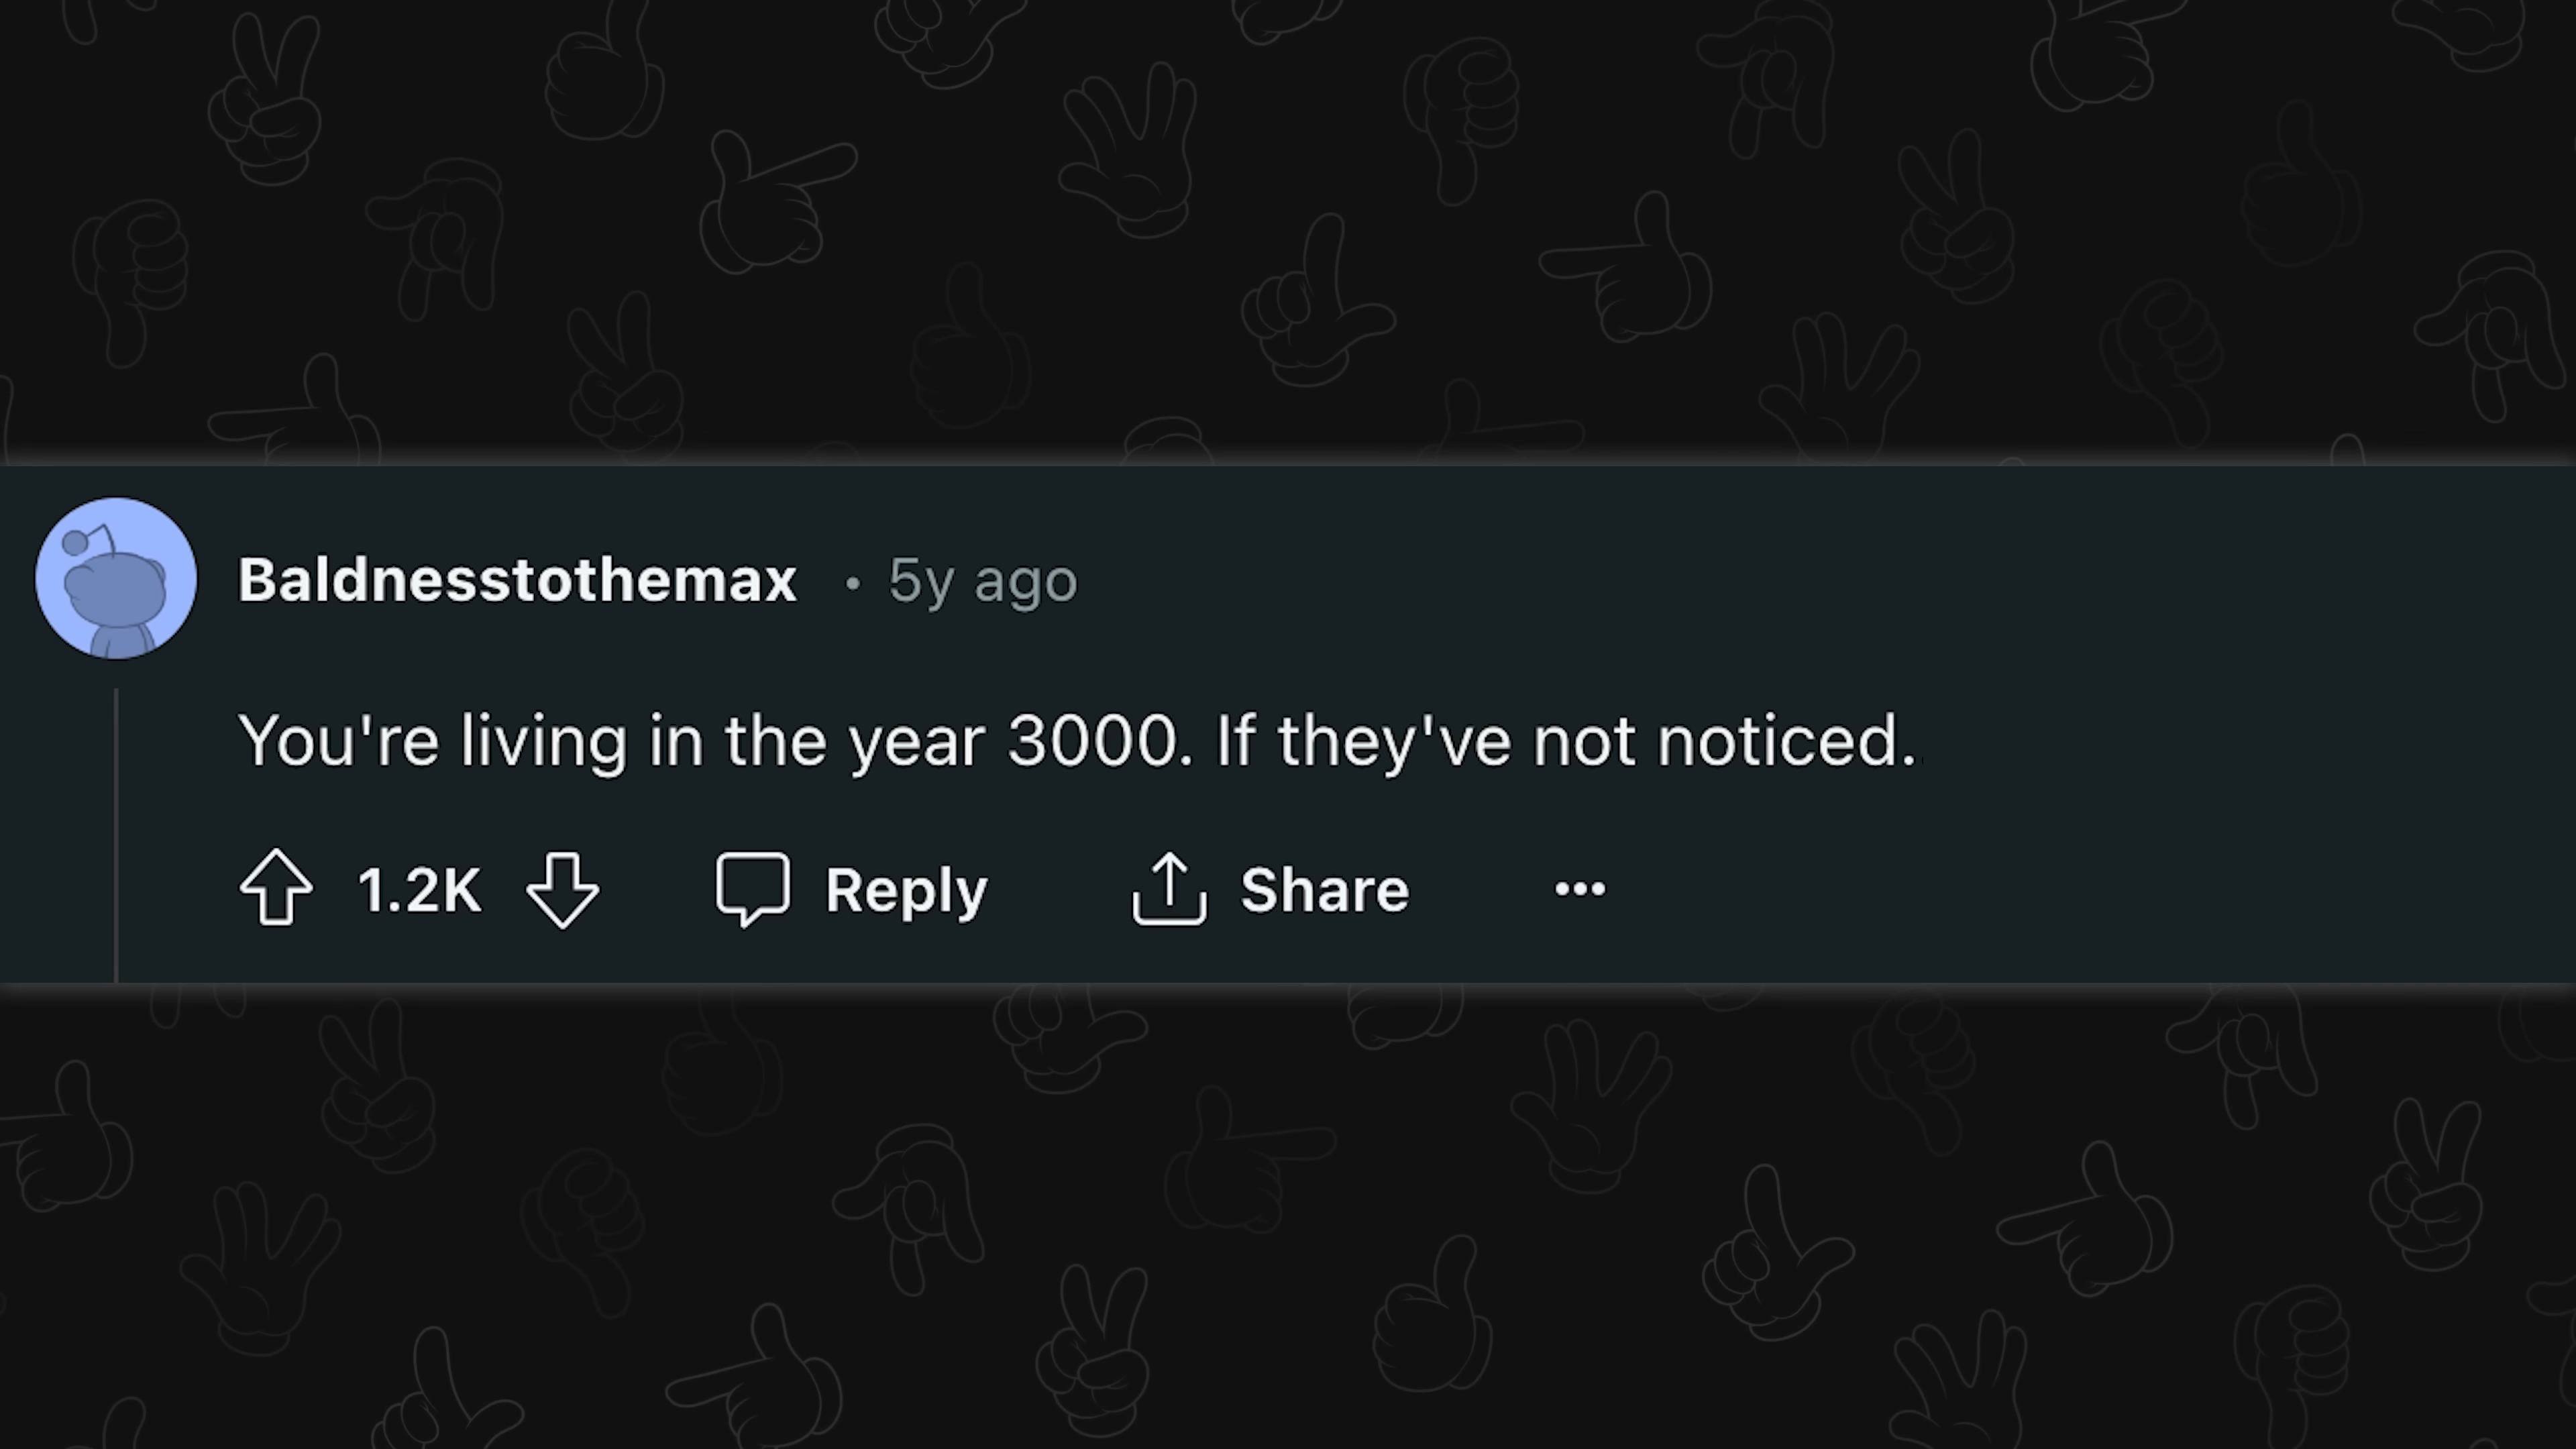 Baldnesstothemax • 5y ago
You're living in the year 3000. If they've not noticed.
1.2K Reply Share ...